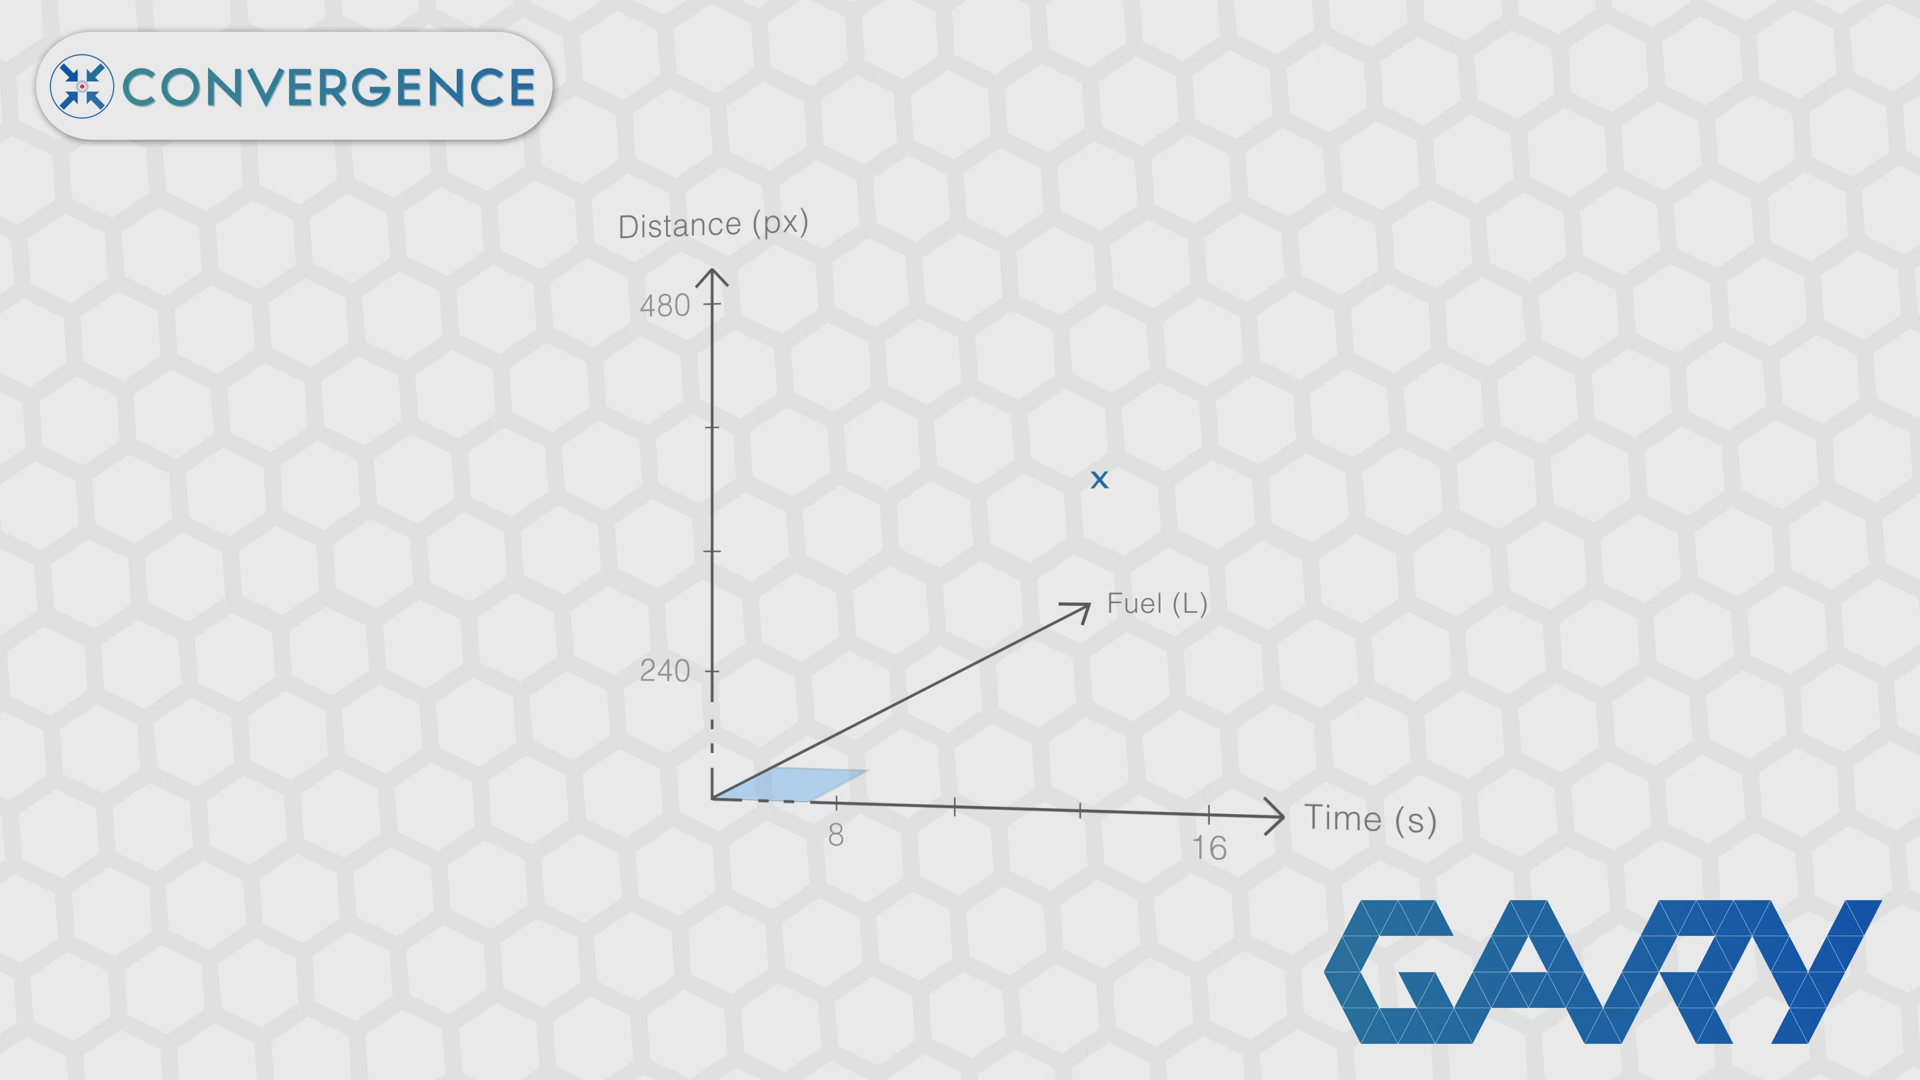 CONVERGENCE
Distance (px)
480
x
Fuel (L)
240
Time (s)
8
16
GARY